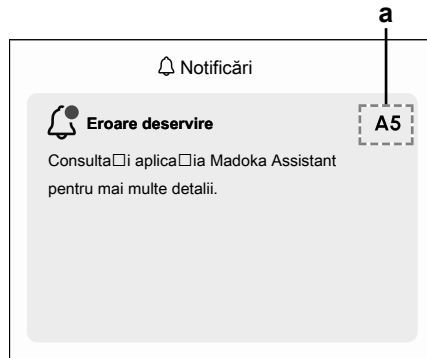 a
Notificări
Eroare deservire
A5
Consulta□i aplica□ia Madoka Assistant
pentru mai multe detalii.